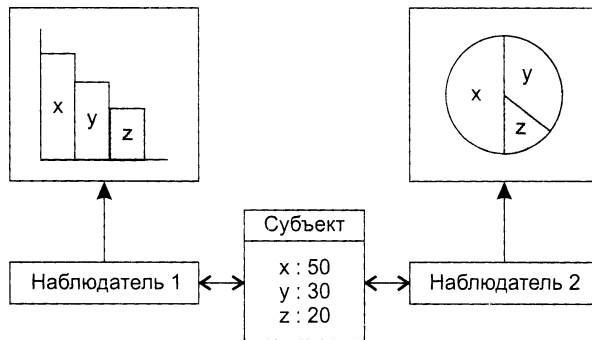 x
y
z
x
y
z
Субъект
x : 50
y : 30
z : 20
Наблюдатель 1
Наблюдатель 2